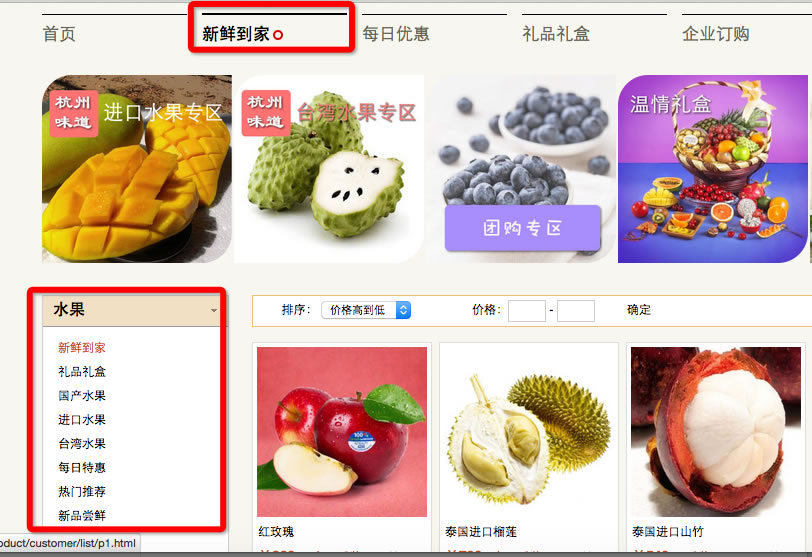 首页
新鲜到家
每日优惠
礼品礼盒
企业订购
杭州
味道
进口水果专区
杭州
味道
台湾水果专区
团购专区
温情礼盒
水果
新鲜到家
礼品礼盒
国产水果
进口水果
台湾水果
每日特惠
热门推荐
新品尝鲜
排序： 价格高到低 价格： - 确定
100%
红玫瑰
泰国进口榴莲
泰国进口山竹
oduct/customer/list/p1.html